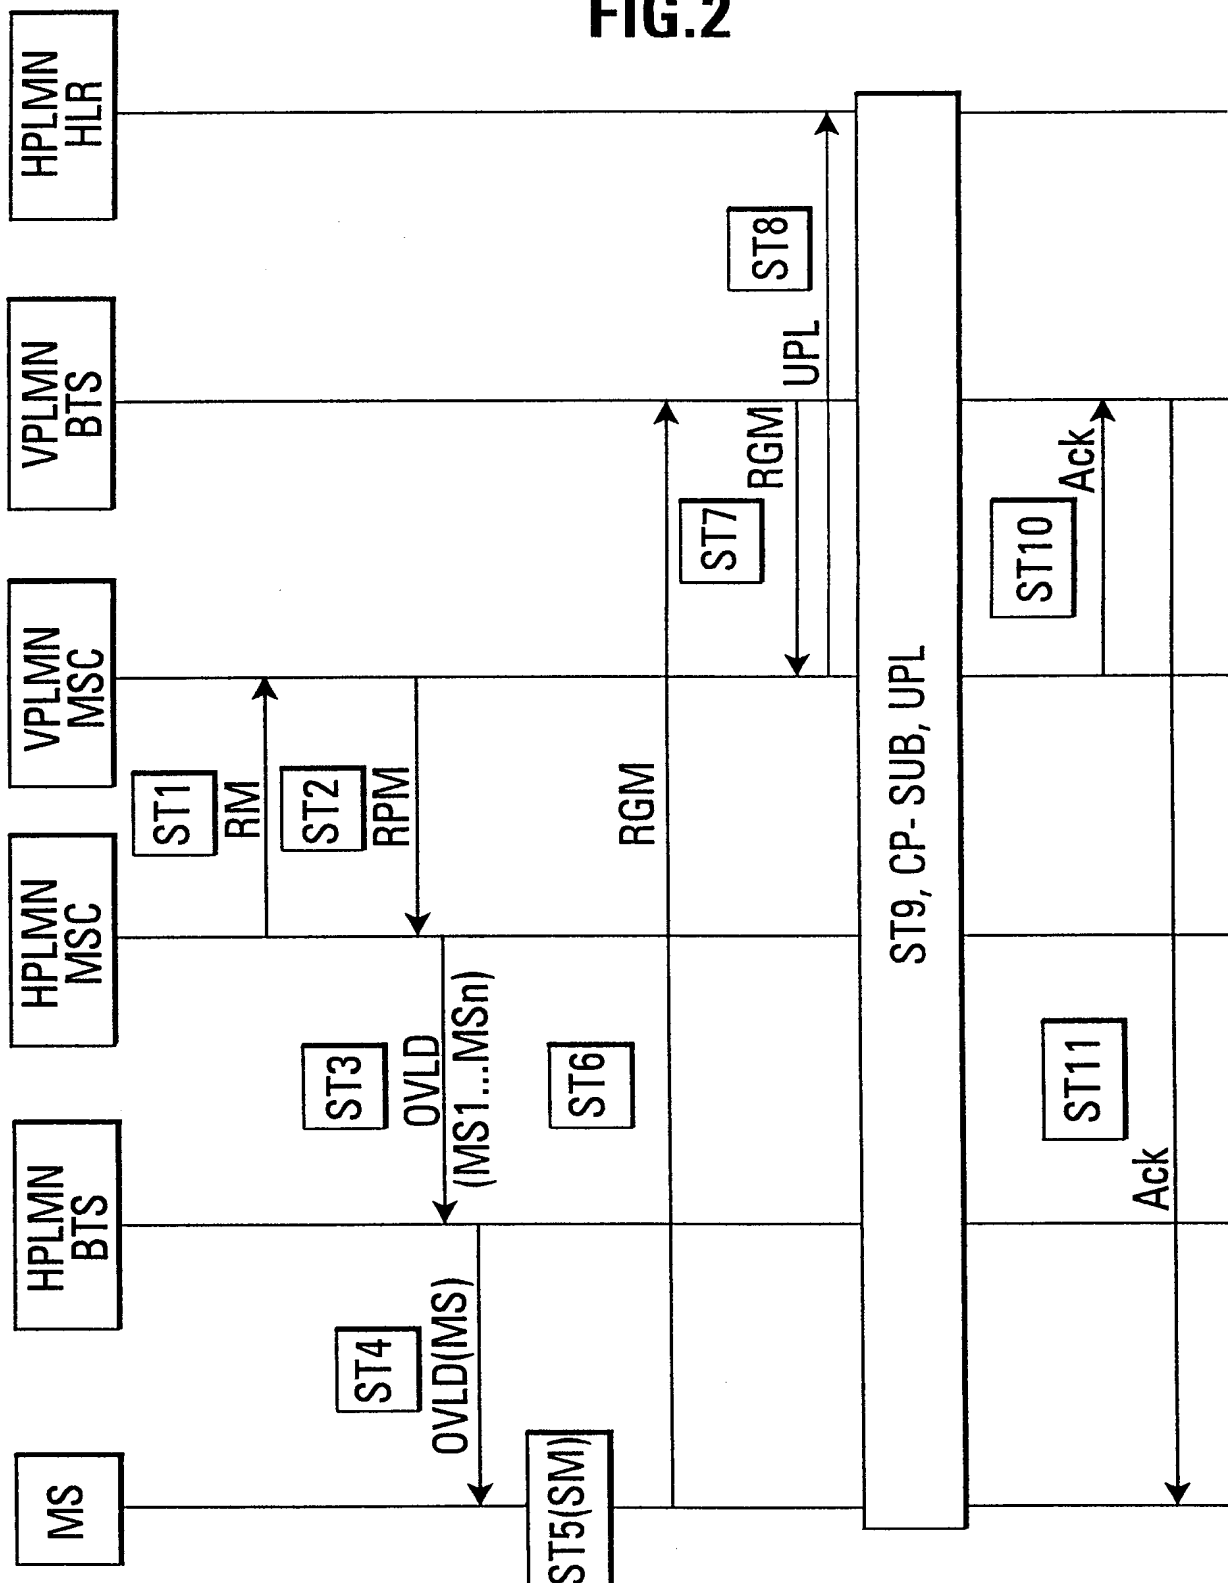 FIG.2
MS
HPLMN
BTS
HPLMN
MSC
VPLMN
MSC
VPLMN
BTS
HPLMN
HLR
ST1
RM
ST2
RPM
ST3
OVLD
(MS1...MSn)
ST4
OVLD(MS)
ST5(SM)
ST6
RGM
ST7
RGM
ST8
UPL
ST9, CP- SUB, UPL
ST10
Ack
ST11
Ack